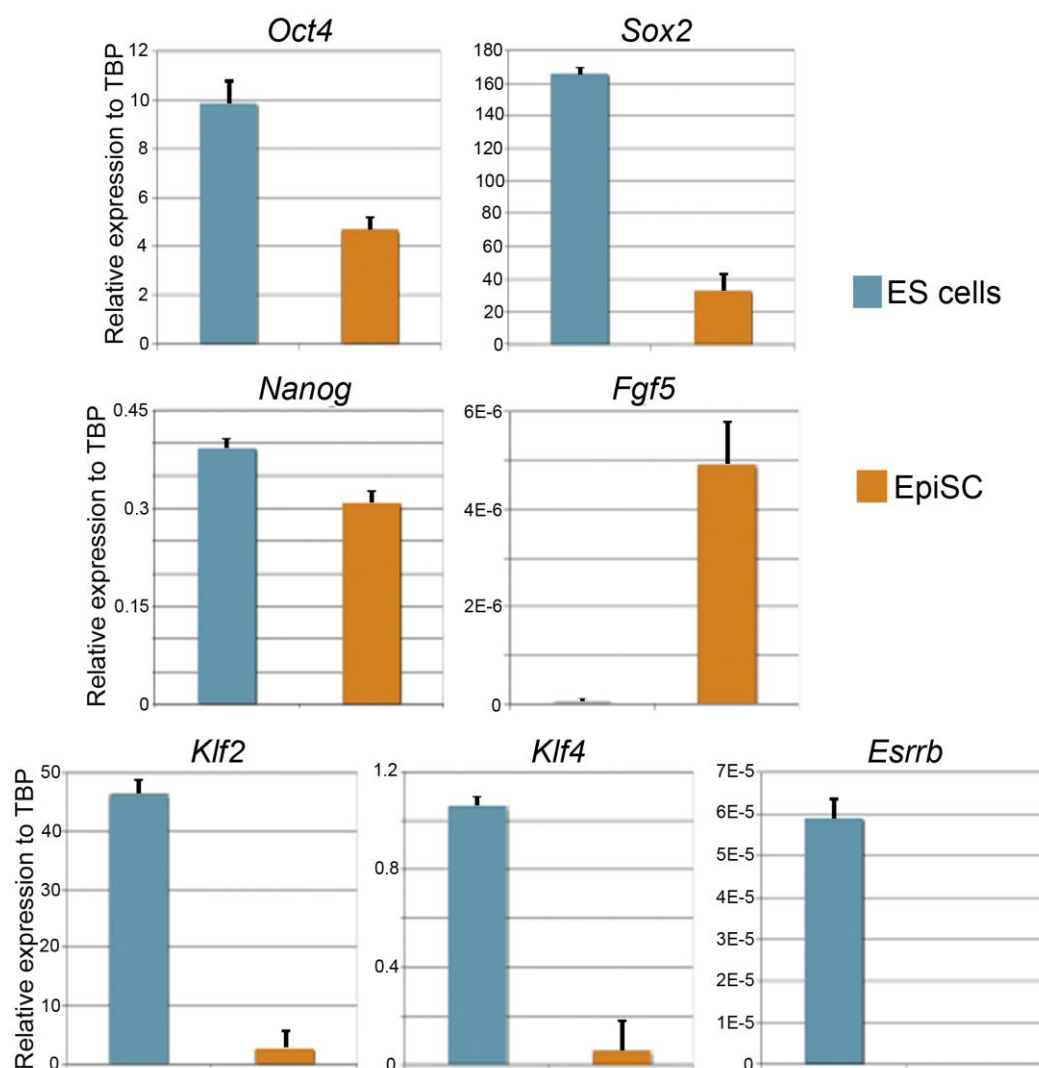 Oct4
Relative expression to TBP
12
10
8
6
4
2
0
Sox2
180
160
140
120
100
80
60
40
20
0
ES cells
EpiSC
Nanog
Relative expression to TBP
0.45
0.3
0.15
0
Fgf5
6E-6
4E-6
2E-6
0
Klf2
Relative expression to TBP
50
40
30
20
10
0
Klf4
1.2
0.8
0.4
0
Esrrb
7E-5
6E-5
5E-5
4E-5
3E-5
2E-5
1E-5
0